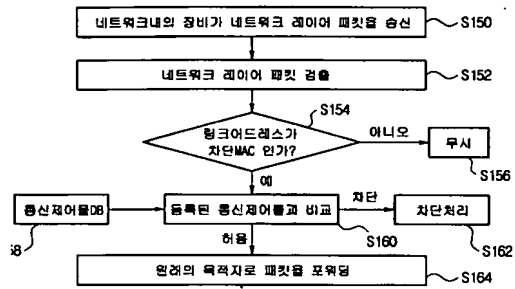 네트워크내의 장비가 네트워크 레이어 패킷을 송신
S150
네트워크 레이어 패킷 검출
S152
S154
링크어드레스가
차단MAC 인가?
아니오
무시
S156
예
통신제어룰DB
58
등록된 통신제어룰과 비교
S160
차단
차단처리
S162
허용
원래의 목적지로 패킷을 포워딩
S164